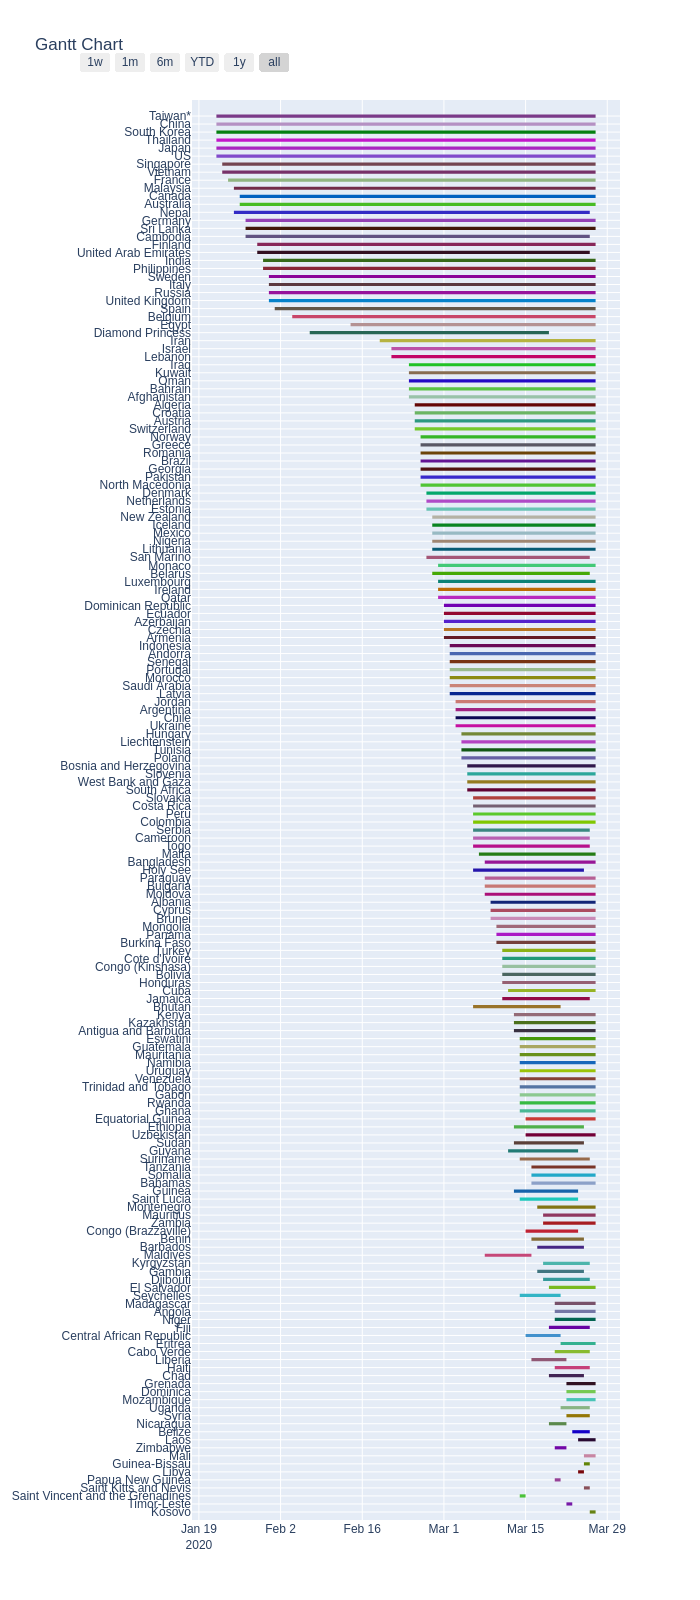 Gantt Chart
1w 1m 6m YTD 1y all
Taiwan*
China
South Korea
Thailand
Japan
US
Singapore
Vietnam
France
Malaysia
Canada
Australia
Nepal
Germany
Sri Lanka
Cambodia
Finland
United Arab Emirates
India
Philippines
Sweden
Italy
Russia
United Kingdom
Spain
Belgium
Egypt
Diamond Princess
Iran
Israel
Lebanon
Iraq
Kuwait
Oman
Bahrain
Afghanistan
Algeria
Croatia
Austria
Switzerland
Norway
Greece
Romania
Brazil
Georgia
Pakistan
North Macedonia
Denmark
Netherlands
Estonia
New Zealand
Iceland
Mexico
Nigeria
Lithuania
San Marino
Monaco
Belarus
Luxembourg
Ireland
Qatar
Dominican Republic
Ecuador
Azerbaijan
Czechia
Armenia
Indonesia
Andorra
Senegal
Portugal
Morocco
Saudi Arabia
Latvia
Jordan
Argentina
Chile
Ukraine
Hungary
Liechtenstein
Tunisia
Poland
Bosnia and Herzegovina
Slovenia
West Bank and Gaza
South Africa
Slovakia
Costa Rica
Peru
Colombia
Serbia
Cameroon
Togo
Malta
Bangladesh
Holy See
Paraguay
Bulgaria
Moldova
Albania
Cyprus
Brunei
Mongolia
Panama
Burkina Faso
Turkey
Cote d'Ivoire
Congo (Kinshasa)
Bolivia
Honduras
Cuba
Jamaica
Bhutan
Kenya
Kazakhstan
Antigua and Barbuda
Eswatini
Guatemala
Mauritania
Namibia
Uruguay
Venezuela
Trinidad and Tobago
Gabon
Rwanda
Ghana
Equatorial Guinea
Ethiopia
Uzbekistan
Sudan
Guyana
Suriname
Tanzania
Somalia
Bahamas
Guinea
Saint Lucia
Montenegro
Mauritius
Zambia
Congo (Brazzaville)
Benin
Barbados
Maldives
Kyrgyzstan
Gambia
Djibouti
El Salvador
Seychelles
Madagascar
Angola
Niger
Fiji
Central African Republic
Eritrea
Cabo Verde
Liberia
Haiti
Chad
Grenada
Dominica
Mozambique
Uganda
Syria
Nicaragua
Belize
Laos
Zimbabwe
Mali
Guinea-Bissau
Libya
Papua New Guinea
Saint Kitts and Nevis
Saint Vincent and the Grenadines
Timor-Leste
Kosovo
Jan 19 Feb 2 Feb 16 Mar 1 Mar 15 Mar 29
2020